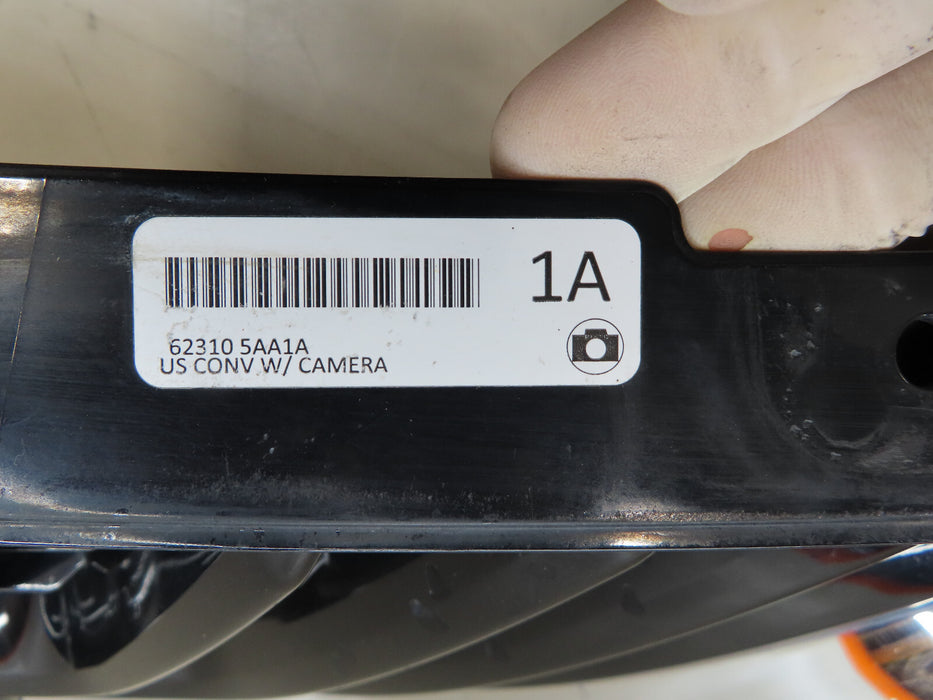 1A
62310 5AA1A
US CONV W/ CAMERA